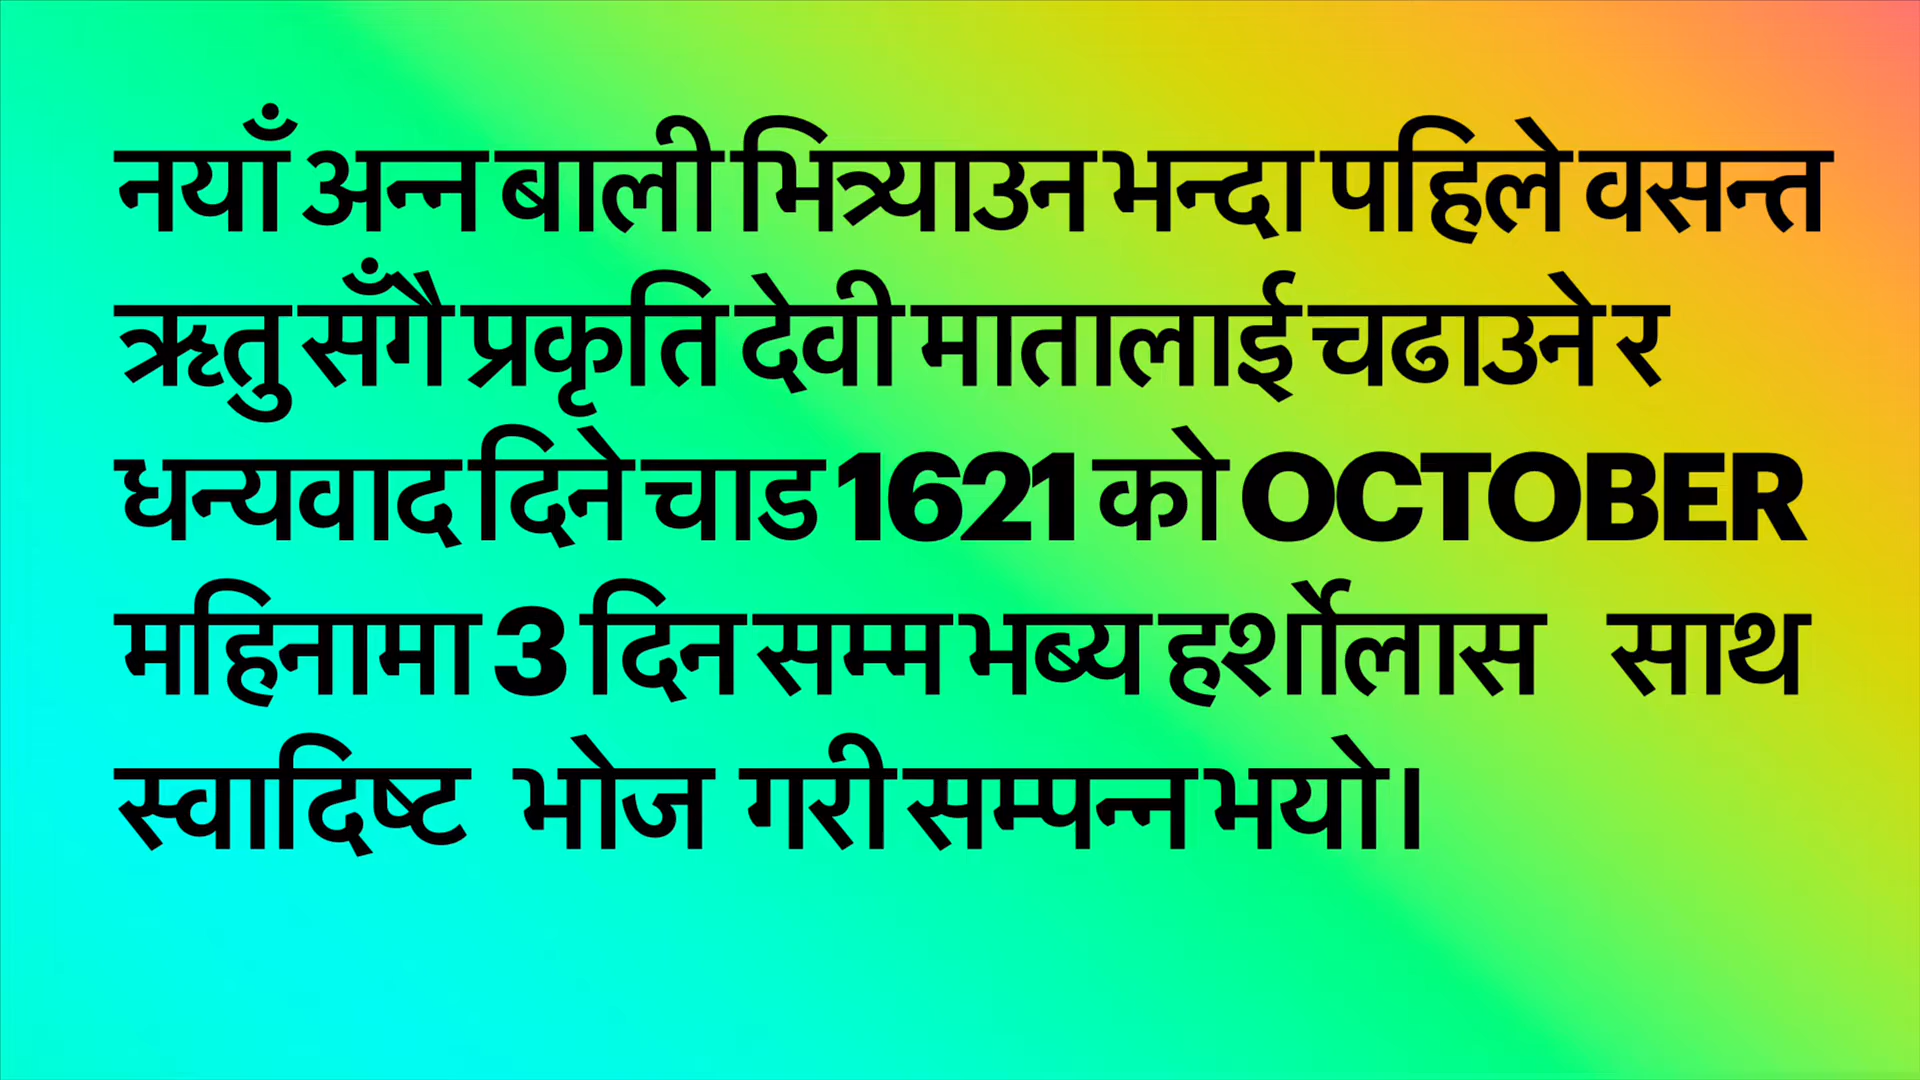 नयाँ अन्न बाली भित्र्याउन भन्दा पहिले वसन्त
ऋतु सँगै प्रकृति देवी मातालाई चढाउने र
धन्यवाद दिने चाड 1621 को OCTOBER
महिनामा 3 दिन सम्म भब्य हर्शोलास साथ
स्वादिष्ट भोज गरी सम्पन्न भयो।